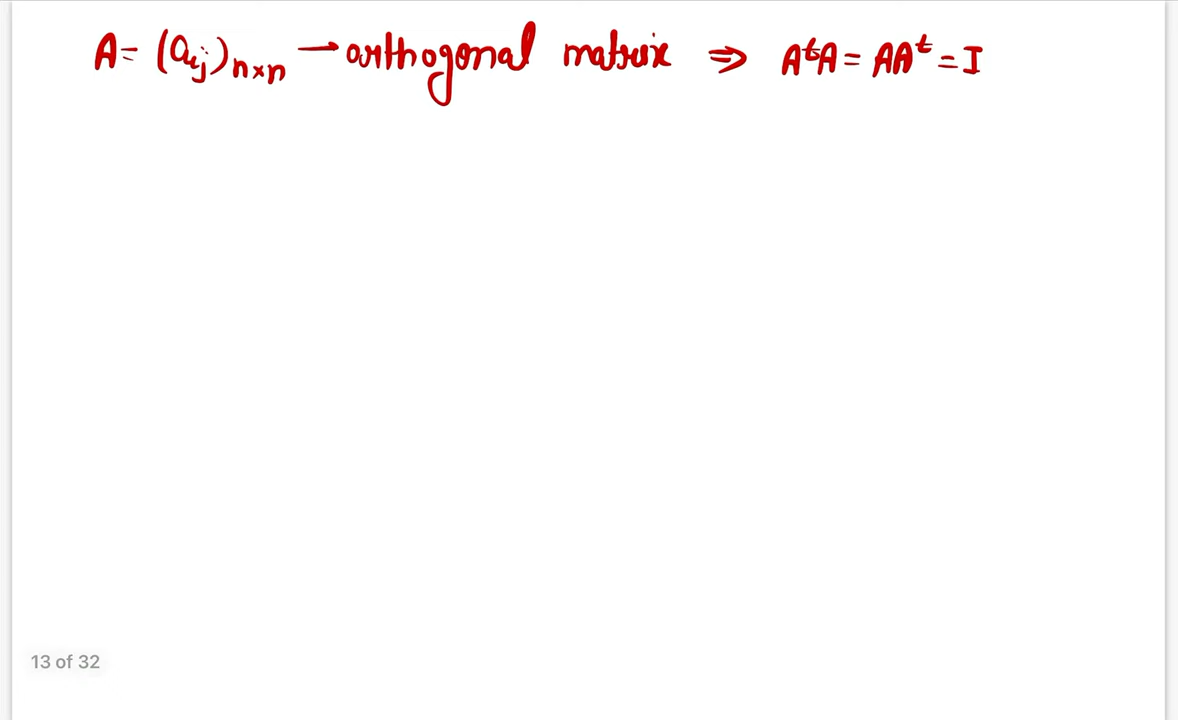 A = (aij)n×n → orthogonal matrix ⇒ AᵗA = AAᵗ = I
13 of 32